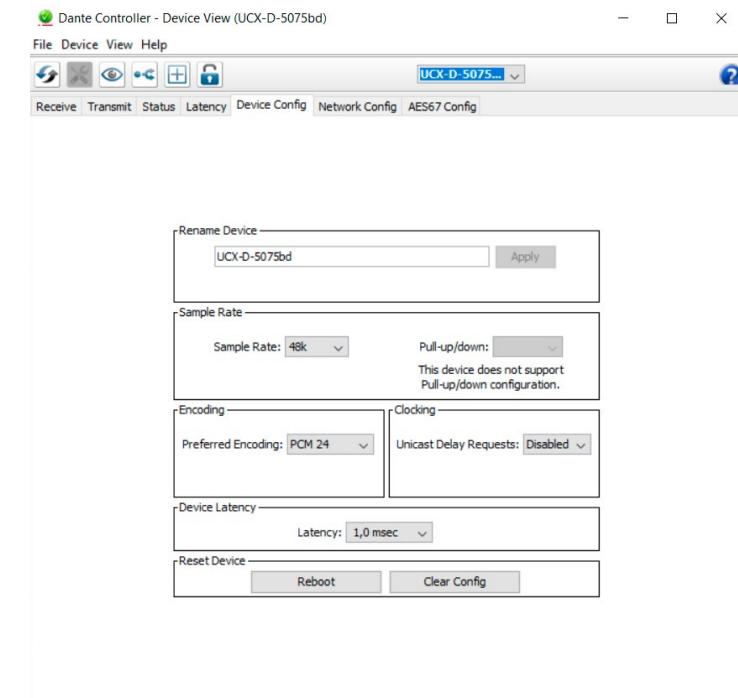 Dante Controller - Device View (UCX-D-5075bd)
File Device View Help
UCX-D-5075...
?
Receive Transmit Status Latency Device Config Network Config AES67 Config
Rename Device
UCX-D-5075bd Apply
Sample Rate
Sample Rate: 48k Pull-up/down:
This device does not support
Pull-up/down configuration.
Encoding Clocking
Preferred Encoding: PCM 24 Unicast Delay Requests: Disabled
Device Latency
Latency: 1,0 msec
Reset Device
Reboot Clear Config